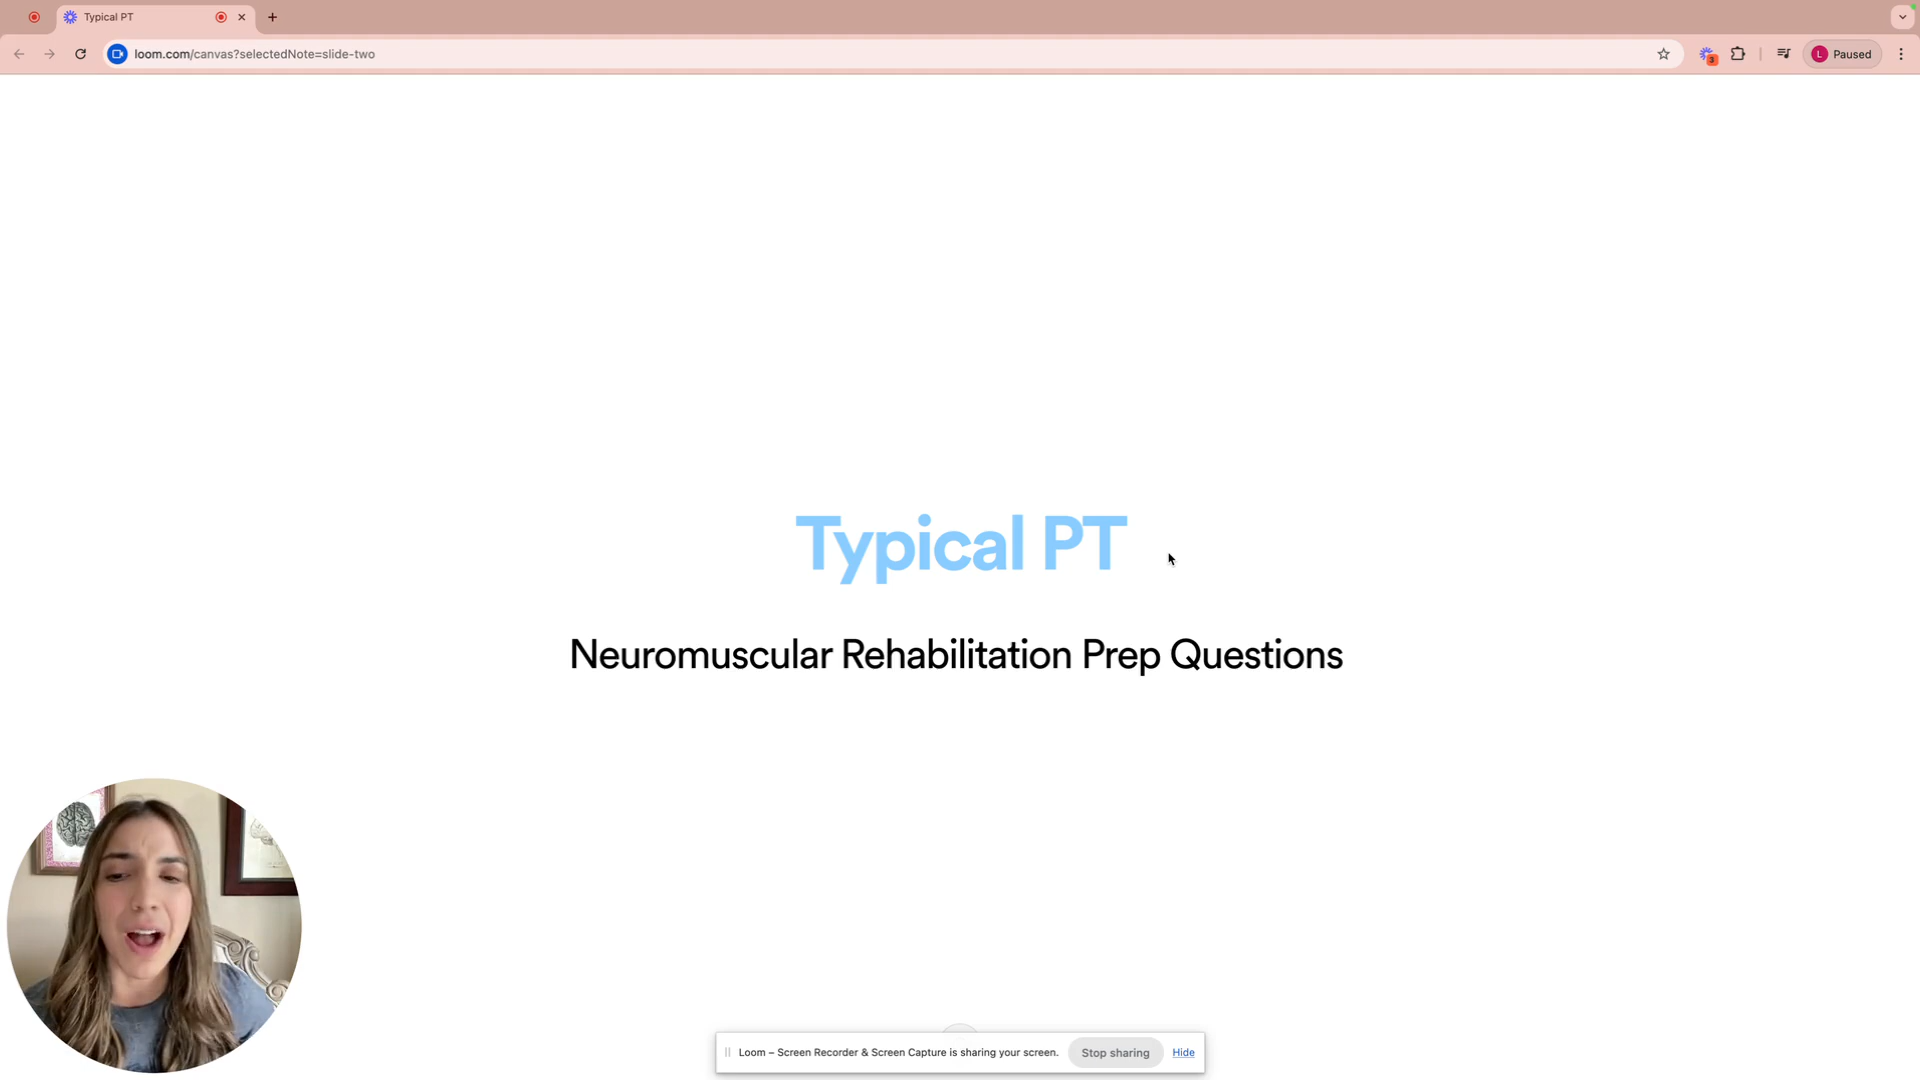 Typical PT
loom.com/canvas?selectedNote=slide-two
3
L
Paused
Typical PT
Neuromuscular Rehabilitation Prep Questions
Loom – Screen Recorder & Screen Capture is sharing your screen.
Stop sharing
Hide